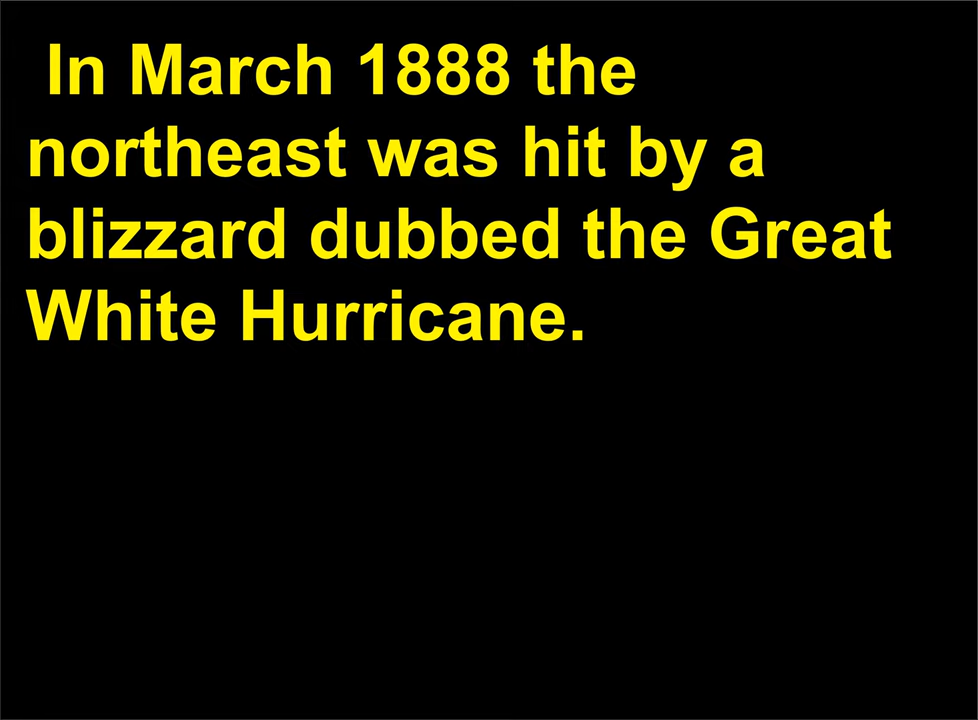 In March 1888 the
northeast was hit by a
blizzard dubbed the Great
White Hurricane.